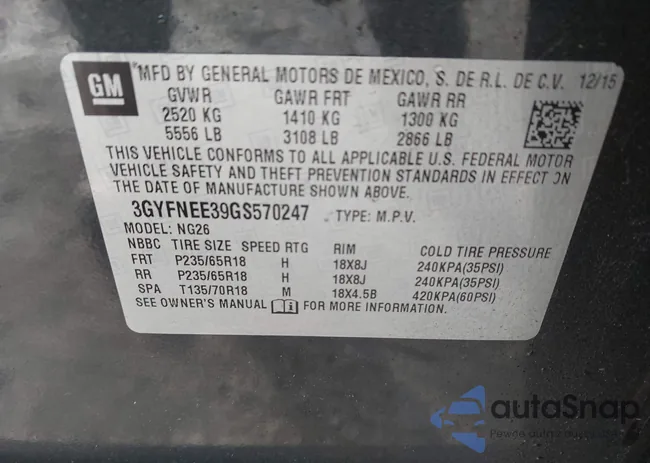 GM
MFD BY GENERAL MOTORS DE MEXICO, S. DE R.L. DE C.V. 12/15
GVWR GAWR FRT GAWR RR
2520 KG 1410 KG 1300 KG
5556 LB 3108 LB 2866 LB
THIS VEHICLE CONFORMS TO ALL APPLICABLE U.S. FEDERAL MOTOR
VEHICLE SAFETY AND THEFT PREVENTION STANDARDS IN EFFECT ON
THE DATE OF MANUFACTURE SHOWN ABOVE.
3GYFNEE39GS570247 TYPE: M.P.V.
MODEL: NG26
NBBC TIRE SIZE SPEED RTG RIM COLD TIRE PRESSURE
FRT P235/65R18 H 18X8J 240KPA(35PSI)
RR P235/65R18 H 18X8J 240KPA(35PSI)
SPA T135/70R18 M 18X4.5B 420KPA(60PSI)
SEE OWNER'S MANUAL FOR MORE INFORMATION.
autoSnap